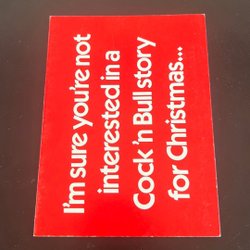 I'm sure you're not
interested in a
Cock 'n Bull story
for Christmas...